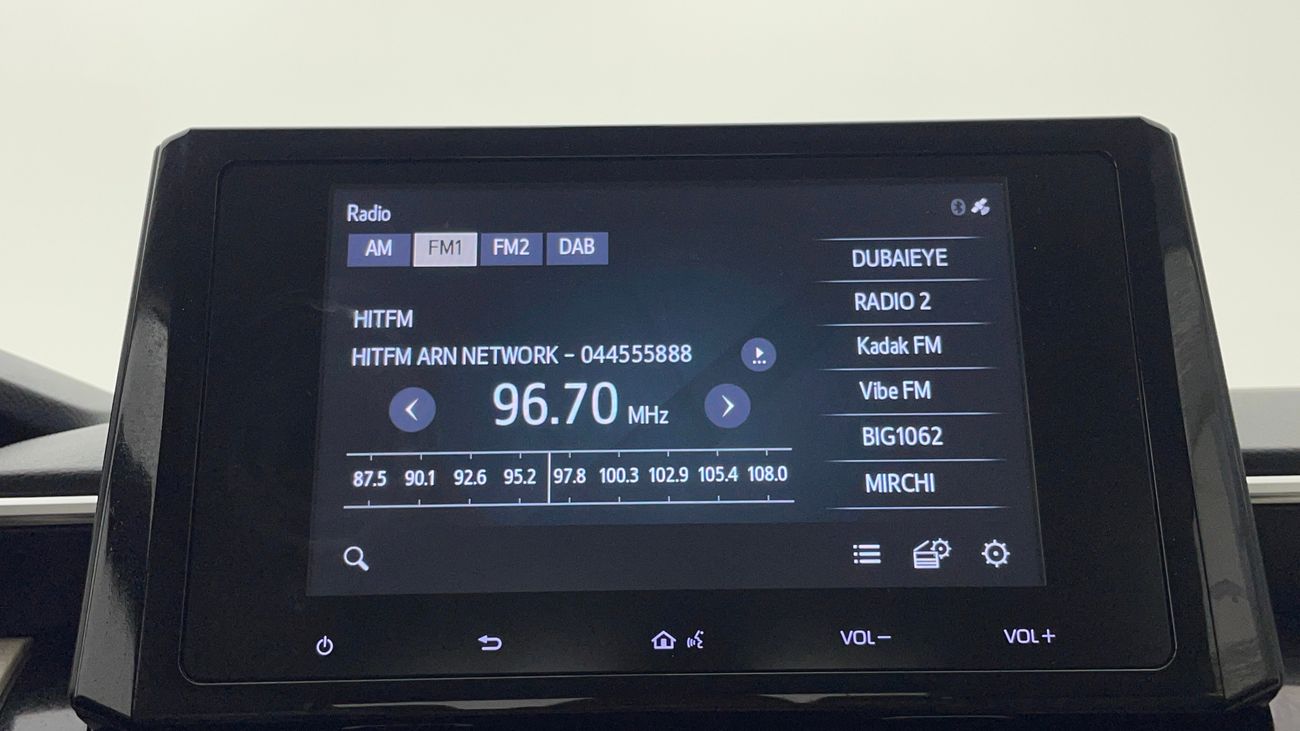 Radio
AM FM1 FM2 DAB
HITFM
HITFM ARN NETWORK - 044555888
96.70 MHz
87.5 90.1 92.6 95.2 97.8 100.3 102.9 105.4 108.0
DUBAIEYE
RADIO 2
Kadak FM
Vibe FM
BIG1062
MIRCHI
VOL− VOL+